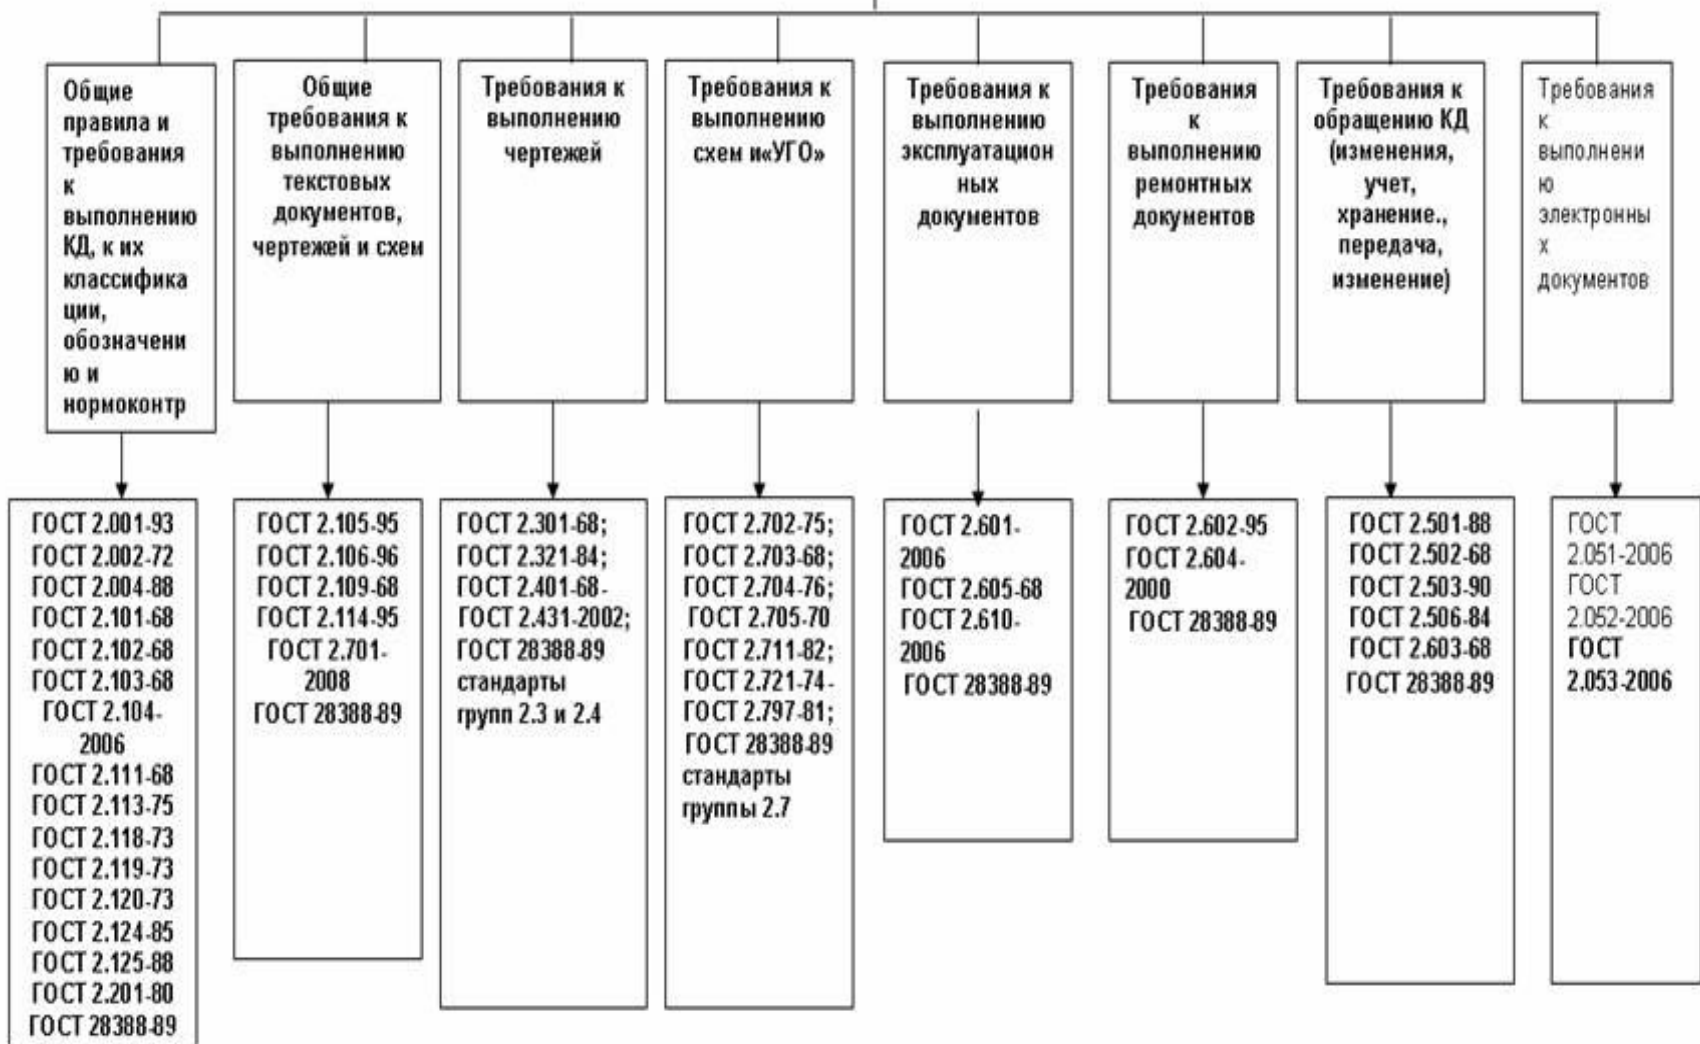 Общие
правила и
требования
к
выполнению
КД, к их
классифика
ции,
обозначени
ю и
нормоконтр
Общие
требования к
выполнению
текстовых
документов,
чертежей и схем
Требования к
выполнению
чертежей
Требования к
выполнению
схем и«УГО»
Требования к
выполнению
эксплуатацион
ных
документов
Требования
к
выполнению
ремонтных
документов
Требования к
обращению КД
(изменения,
учет,
хранение.,
передача,
изменение)
Требования
к
выполнени
ю
электронны
х
документов
ГОСТ 2.001-93
ГОСТ 2.002-72
ГОСТ 2.004-88
ГОСТ 2.101-68
ГОСТ 2.102-68
ГОСТ 2.103-68
ГОСТ 2.104-
2006
ГОСТ 2.111-68
ГОСТ 2.113-75
ГОСТ 2.118-73
ГОСТ 2.119-73
ГОСТ 2.120-73
ГОСТ 2.124-85
ГОСТ 2.125-88
ГОСТ 2.201-80
ГОСТ 28388-89
ГОСТ 2.105-95
ГОСТ 2.106-96
ГОСТ 2.109-68
ГОСТ 2.114-95
ГОСТ 2.701-
2008
ГОСТ 28388-89
ГОСТ 2.301-68;
ГОСТ 2.321-84;
ГОСТ 2.401-68-
ГОСТ 2.431-2002;
ГОСТ 28388-89
стандарты
групп 2.3 и 2.4
ГОСТ 2.702-75;
ГОСТ 2.703-68;
ГОСТ 2.704-76;
ГОСТ 2.705-70
ГОСТ 2.711-82;
ГОСТ 2.721-74-
ГОСТ 2.797-81;
ГОСТ 28388-89
стандарты
группы 2.7
ГОСТ 2.601-
2006
ГОСТ 2.605-68
ГОСТ 2.610-
2006
ГОСТ 28388-89
ГОСТ 2.602-95
ГОСТ 2.604-
2000
ГОСТ 28388-89
ГОСТ 2.501-88
ГОСТ 2.502-68
ГОСТ 2.503-90
ГОСТ 2.506-84
ГОСТ 2.603-68
ГОСТ 28388-89
ГОСТ
2.051-2006
ГОСТ
2.052-2006
ГОСТ
2.053-2006